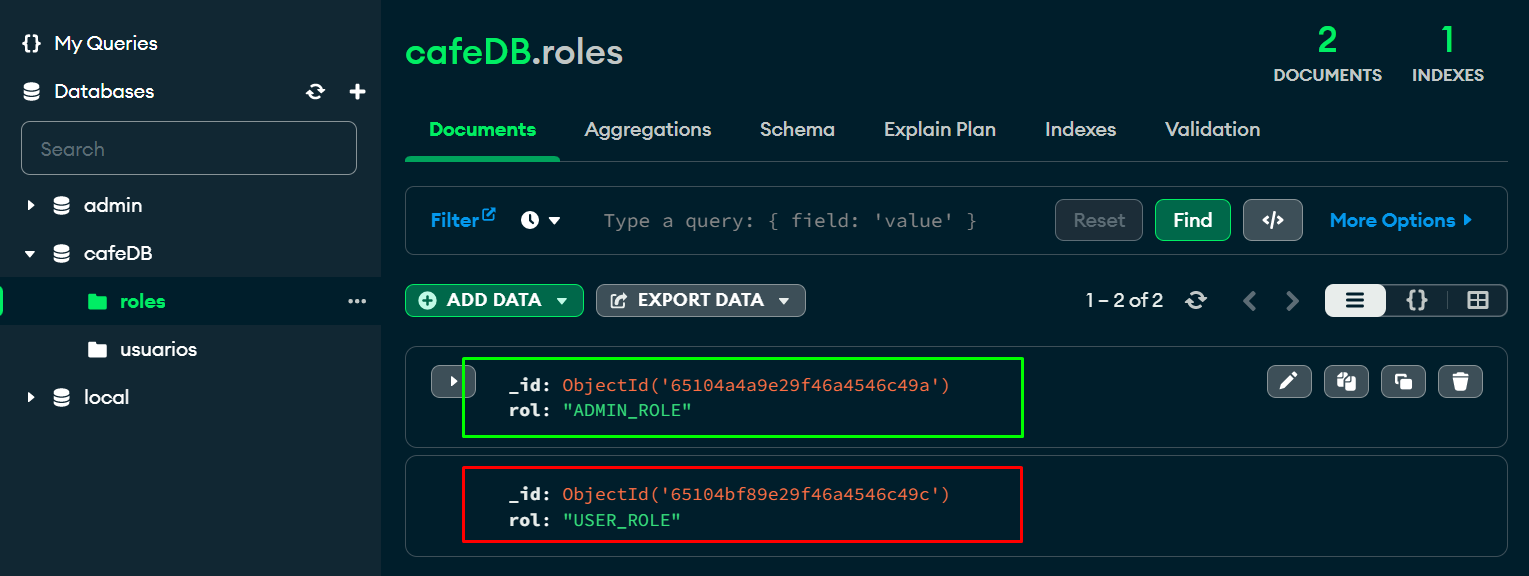 My Queries
Databases
Search
admin
cafeDB
roles
usuarios
local
cafeDB.roles
2
DOCUMENTS
1
INDEXES
Documents Aggregations Schema Explain Plan Indexes Validation
Filter Type a query: { field: 'value' } Reset Find </> More Options
ADD DATA EXPORT DATA 1 – 2 of 2 {}
_id: ObjectId('65104a4a9e29f46a4546c49a')
rol: "ADMIN_ROLE"
_id: ObjectId('65104bf89e29f46a4546c49c')
rol: "USER_ROLE"